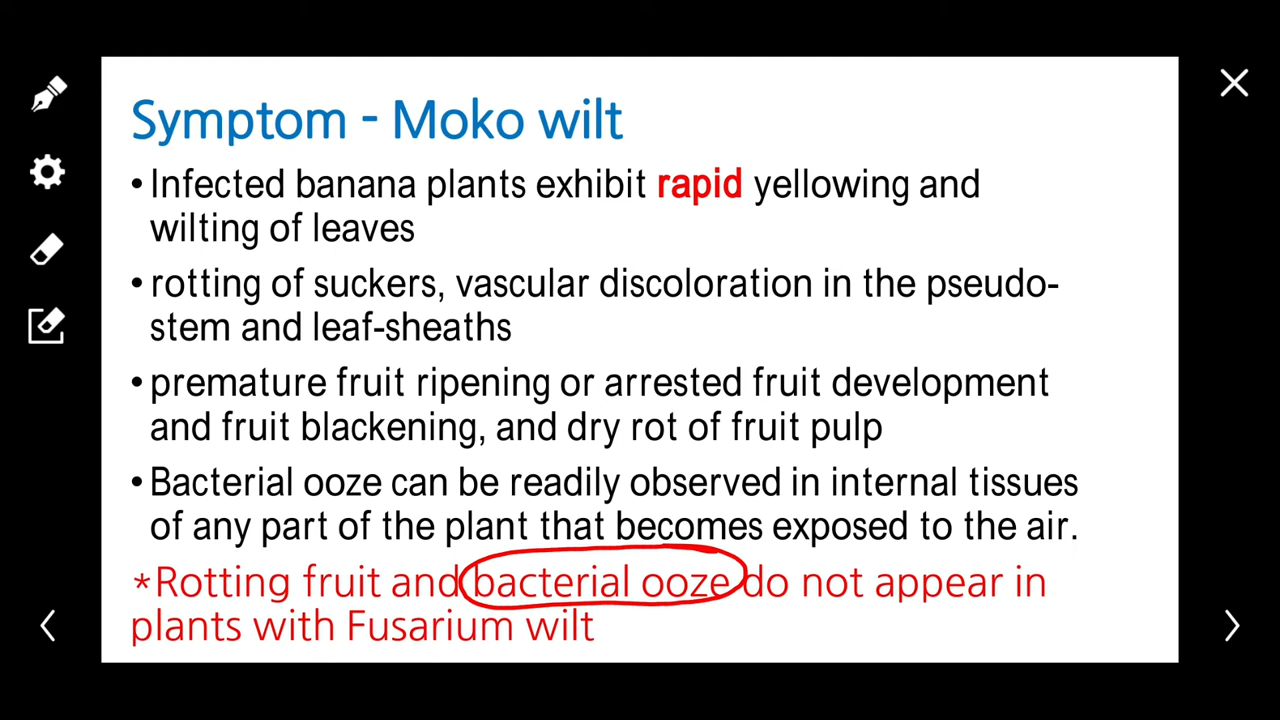 Symptom - Moko wilt
• Infected banana plants exhibit rapid yellowing and
wilting of leaves
• rotting of suckers, vascular discoloration in the pseudo-
stem and leaf-sheaths
• premature fruit ripening or arrested fruit development
and fruit blackening, and dry rot of fruit pulp
• Bacterial ooze can be readily observed in internal tissues
of any part of the plant that becomes exposed to the air.
*Rotting fruit and bacterial ooze do not appear in
plants with Fusarium wilt